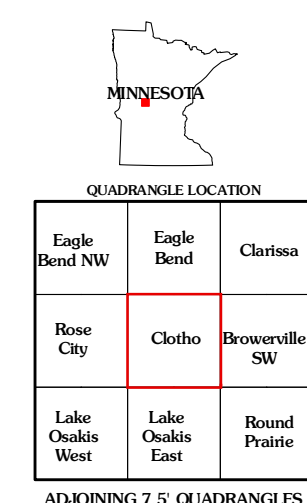 MINNESOTA
QUADRANGLE LOCATION
Eagle
Bend NW
Eagle
Bend
Clarissa
Rose
City
Clotho
Browerville
SW
Lake
Osakis
West
Lake
Osakis
East
Round
Prairie
ADJOINING 7.5' QUADRANGLES